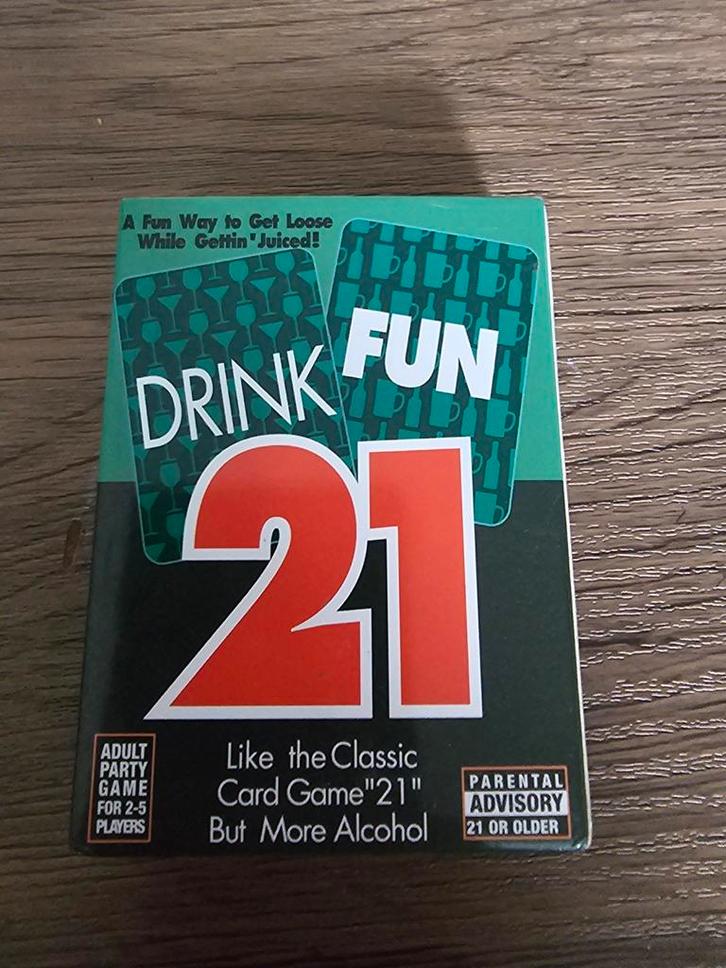 A Fun Way to Get Loose
While Gettin' Juiced!
DRINK
FUN
21
ADULT
PARTY
GAME
FOR 2-5
PLAYERS
Like the Classic
Card Game"21"
But More Alcohol
PARENTAL
ADVISORY
21 OR OLDER